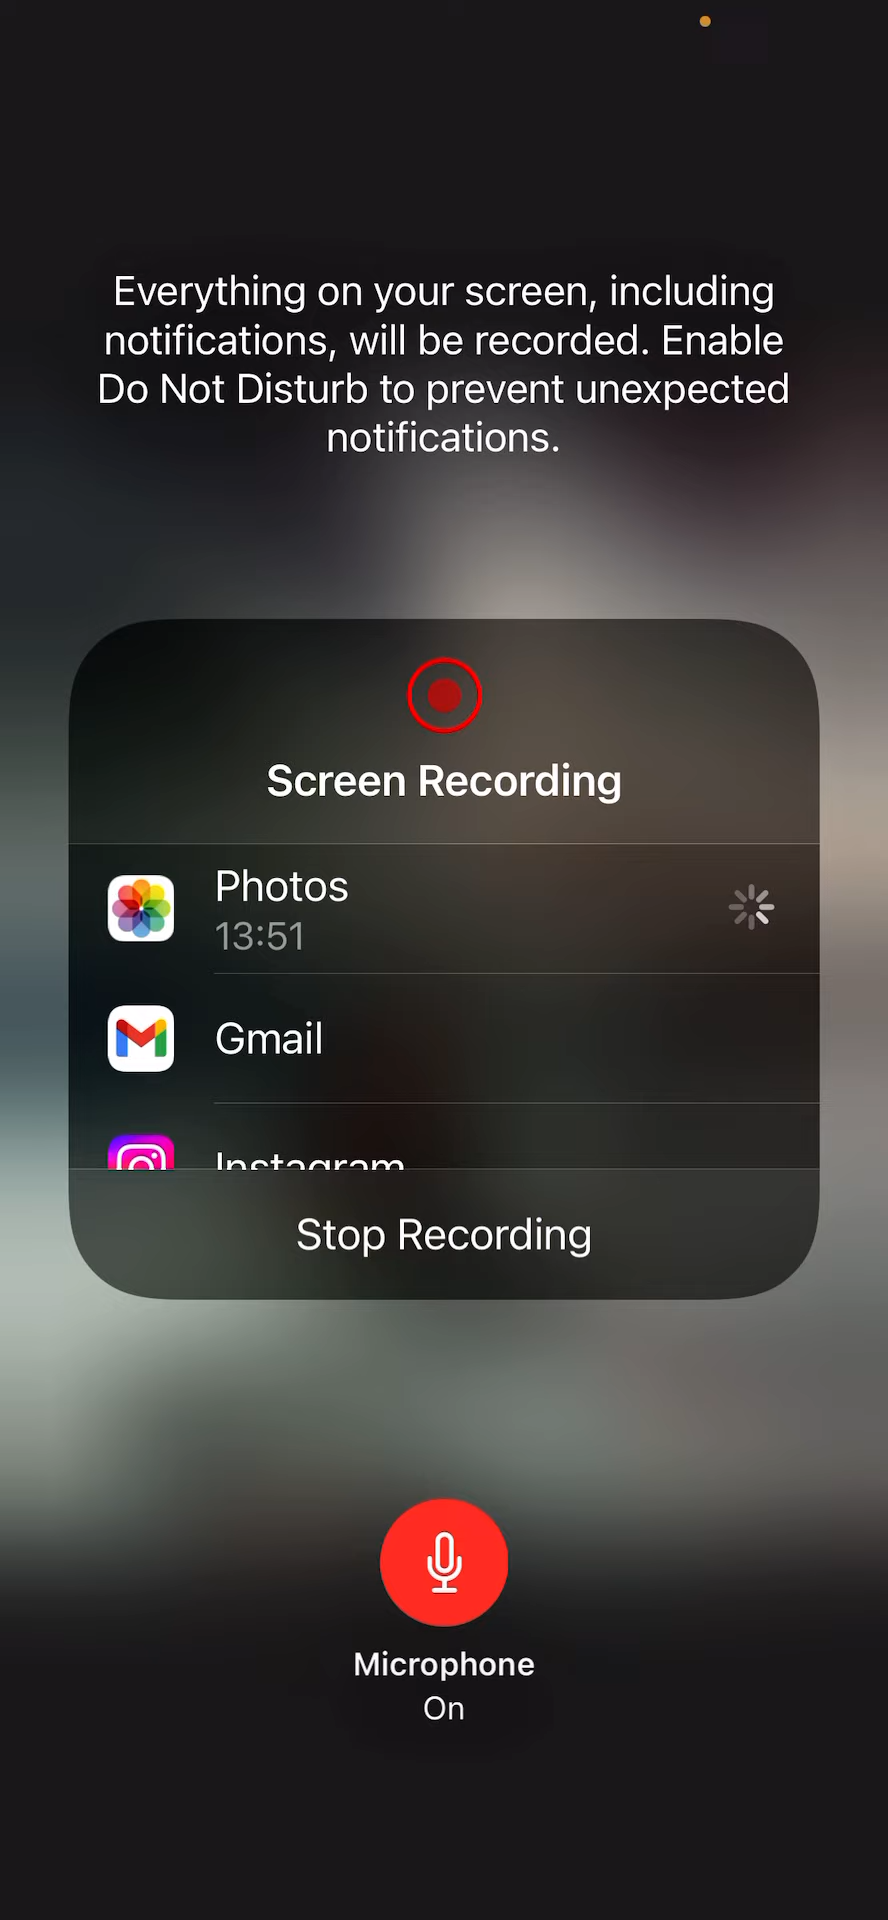 Everything on your screen, including
notifications, will be recorded. Enable
Do Not Disturb to prevent unexpected
notifications.
Screen Recording
Photos
13:51
Gmail
Instagram
Stop Recording
Microphone
On